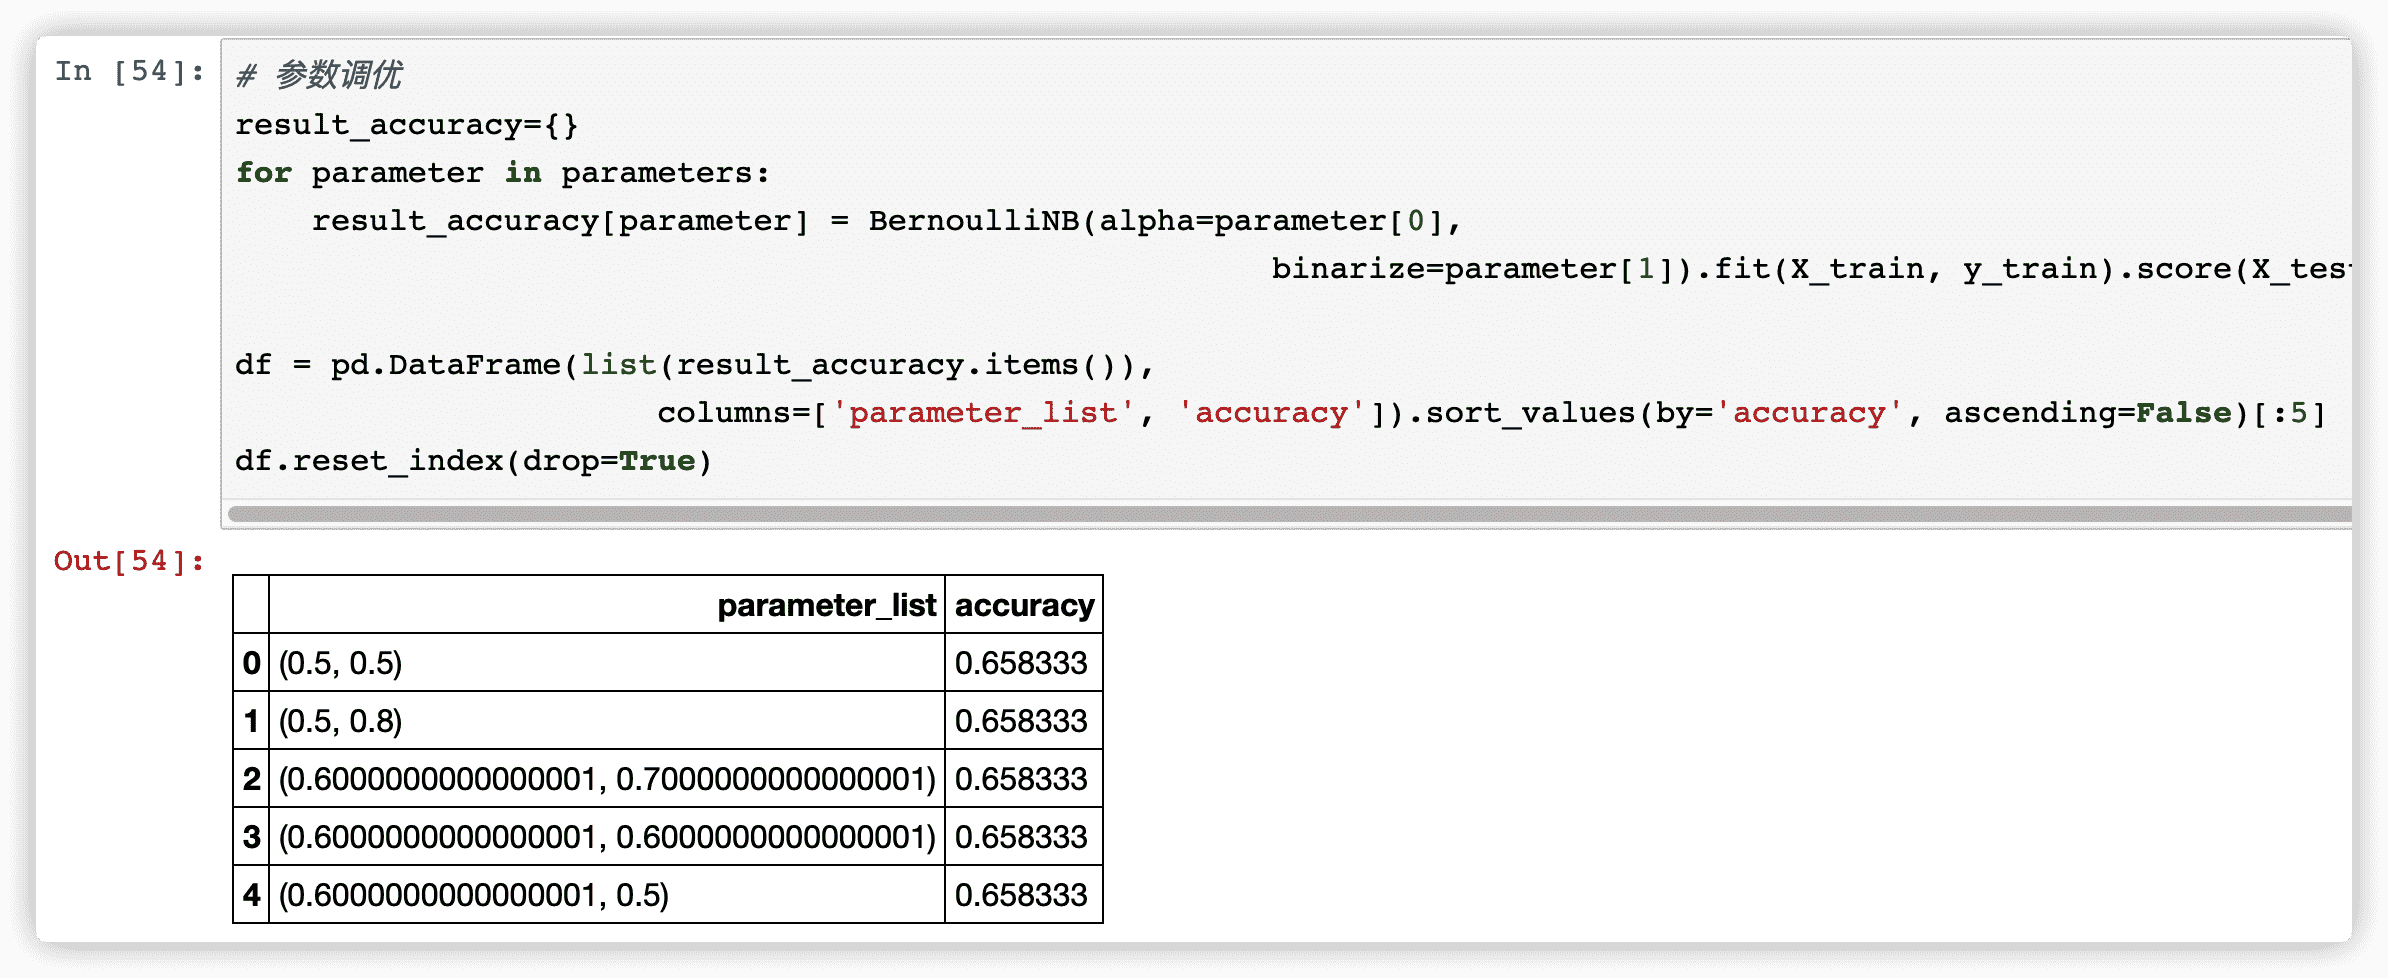 In [54]:
# 参数调优
result_accuracy={}
for parameter in parameters:
    result_accuracy[parameter] = BernoulliNB(alpha=parameter[0],
                                                      binarize=parameter[1]).fit(X_train, y_train).score(X_tes
df = pd.DataFrame(list(result_accuracy.items()),
                      columns=['parameter_list', 'accuracy']).sort_values(by='accuracy', ascending=False)[:5]
df.reset_index(drop=True)
Out[54]:
parameter_list accuracy
0 (0.5, 0.5) 0.658333
1 (0.5, 0.8) 0.658333
2 (0.6000000000000001, 0.7000000000000001) 0.658333
3 (0.6000000000000001, 0.6000000000000001) 0.658333
4 (0.6000000000000001, 0.5) 0.658333